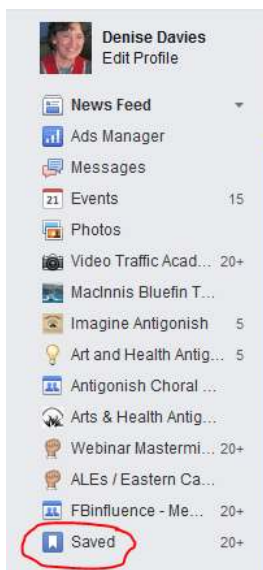 Denise Davies
Edit Profile
News Feed
Ads Manager
Messages
21 Events 15
Photos
Video Traffic Acad... 20+
MacInnis Bluefin T...
Imagine Antigonish 5
Art and Health Antig... 5
Antigonish Choral ...
Arts & Health Antig...
Webinar Mastermi... 20+
ALEs / Eastern Ca...
FBinfluence - Me... 20+
Saved 20+